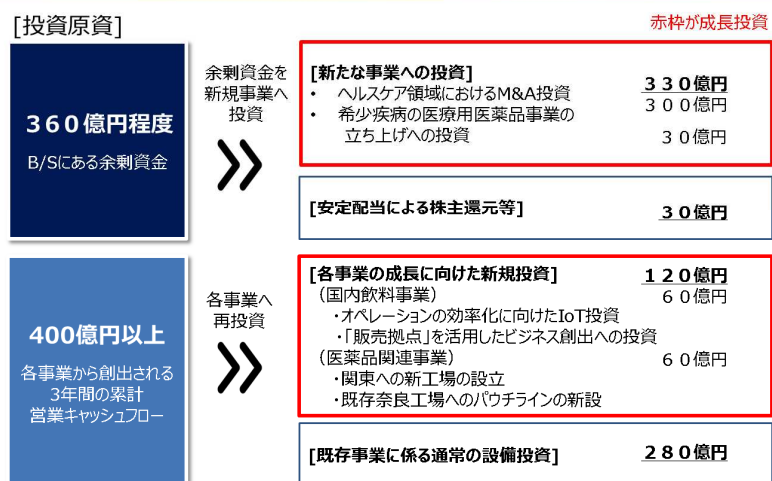 [投資原資]
赤枠が成長投資
360億円程度
B/Sにある余剰資金
余剰資金を
新規事業へ
投資
[新たな事業への投資] 330億円
・ ヘルスケア領域におけるM&A投資 300億円
・ 希少疾病の医療用医薬品事業の
立ち上げへの投資 30億円
[安定配当による株主還元等] 30億円
400億円以上
各事業から創出される
3年間の累計
営業キャッシュフロー
各事業へ
再投資
[各事業の成長に向けた新規投資] 120億円
（国内飲料事業） 60億円
・オペレーションの効率化に向けたIoT投資
・「販売拠点」を活用したビジネス創出への投資
（医薬品関連事業） 60億円
・関東への新工場の設立
・既存奈良工場へのパウチラインの新設
[既存事業に係る通常の設備投資] 280億円